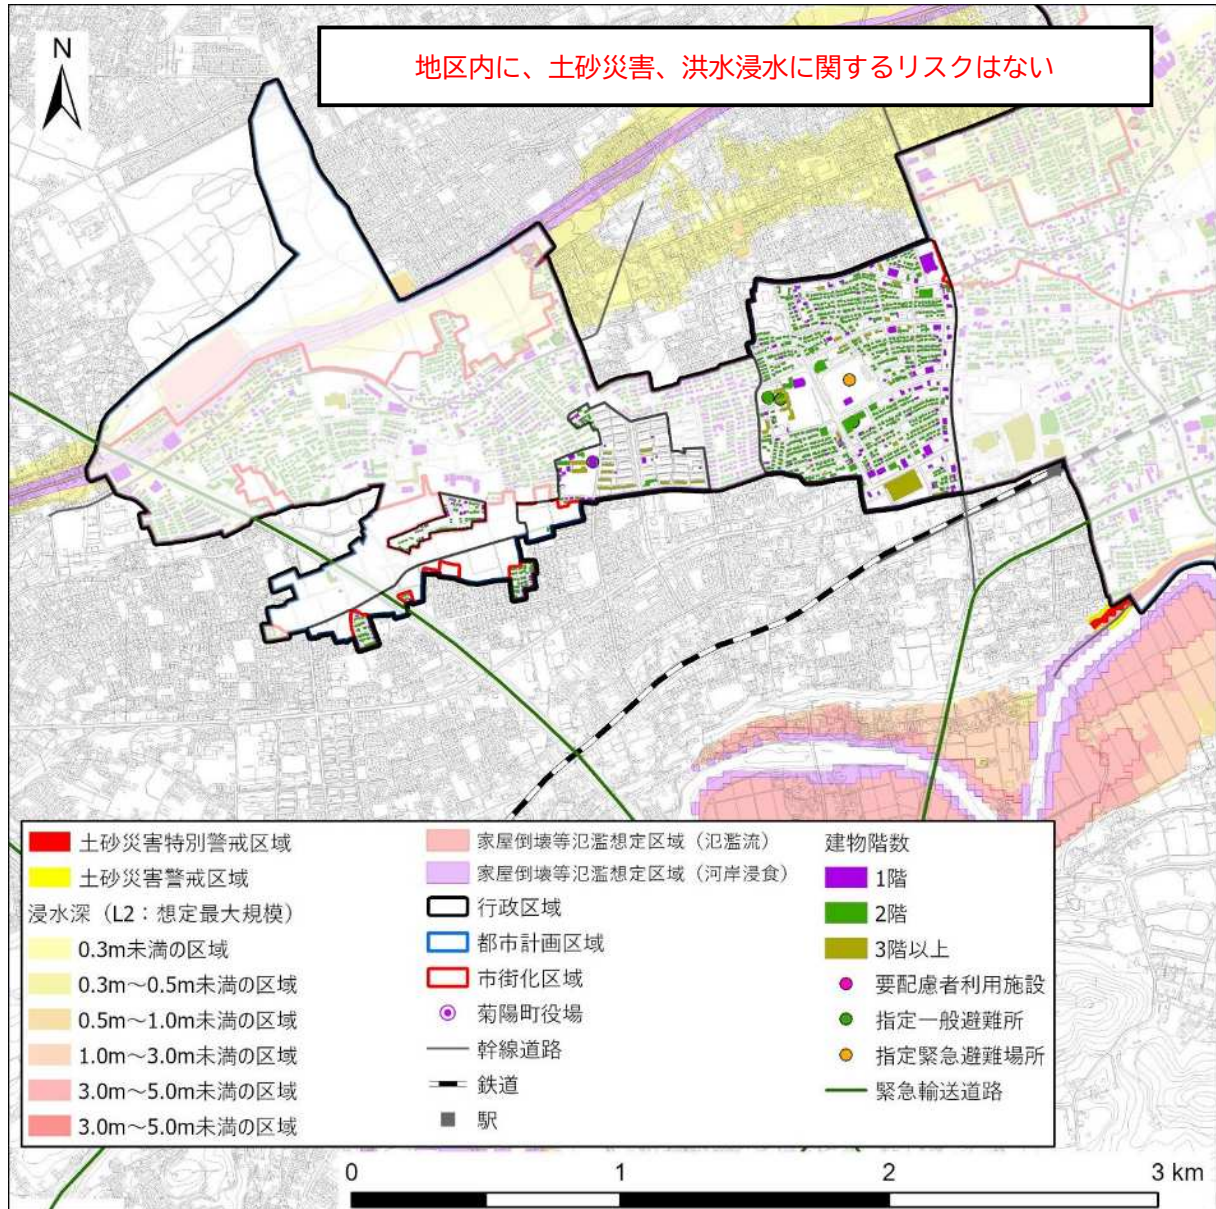 地区内に、土砂災害、洪水浸水に関するリスクはない
N
土砂災害特別警戒区域
土砂災害警戒区域
浸水深（L2：想定最大規模）
0.3m未満の区域
0.3m～0.5m未満の区域
0.5m～1.0m未満の区域
1.0m～3.0m未満の区域
3.0m～5.0m未満の区域
3.0m～5.0m未満の区域
家屋倒壊等氾濫想定区域（氾濫流）
家屋倒壊等氾濫想定区域（河岸浸食）
行政区域
都市計画区域
市街化区域
菊陽町役場
幹線道路
鉄道
駅
建物階数
1階
2階
3階以上
要配慮者利用施設
指定一般避難所
指定緊急避難場所
緊急輸送道路
0 1 2 3 km